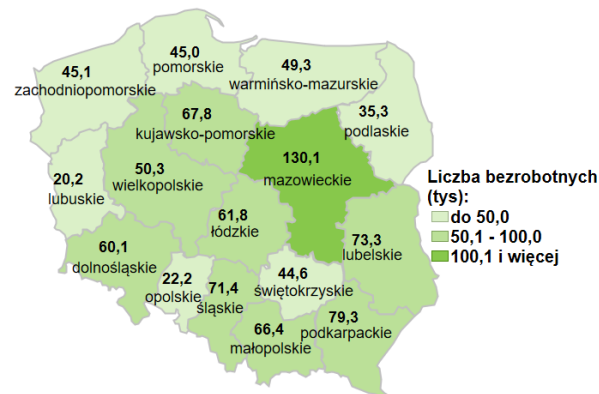 45,1
zachodniopomorskie
45,0
pomorskie
49,3
warmińsko-mazurskie
35,3
podlaskie
67,8
kujawsko-pomorskie
130,1
mazowieckie
20,2
lubuskie
50,3
wielkopolskie
61,8
łódzkie
60,1
dolnośląskie
22,2
opolskie
71,4
śląskie
44,6
świętokrzyskie
73,3
lubelskie
66,4
małopolskie
79,3
podkarpackie
Liczba bezrobotnych
(tys):
do 50,0
50,1 - 100,0
100,1 i więcej